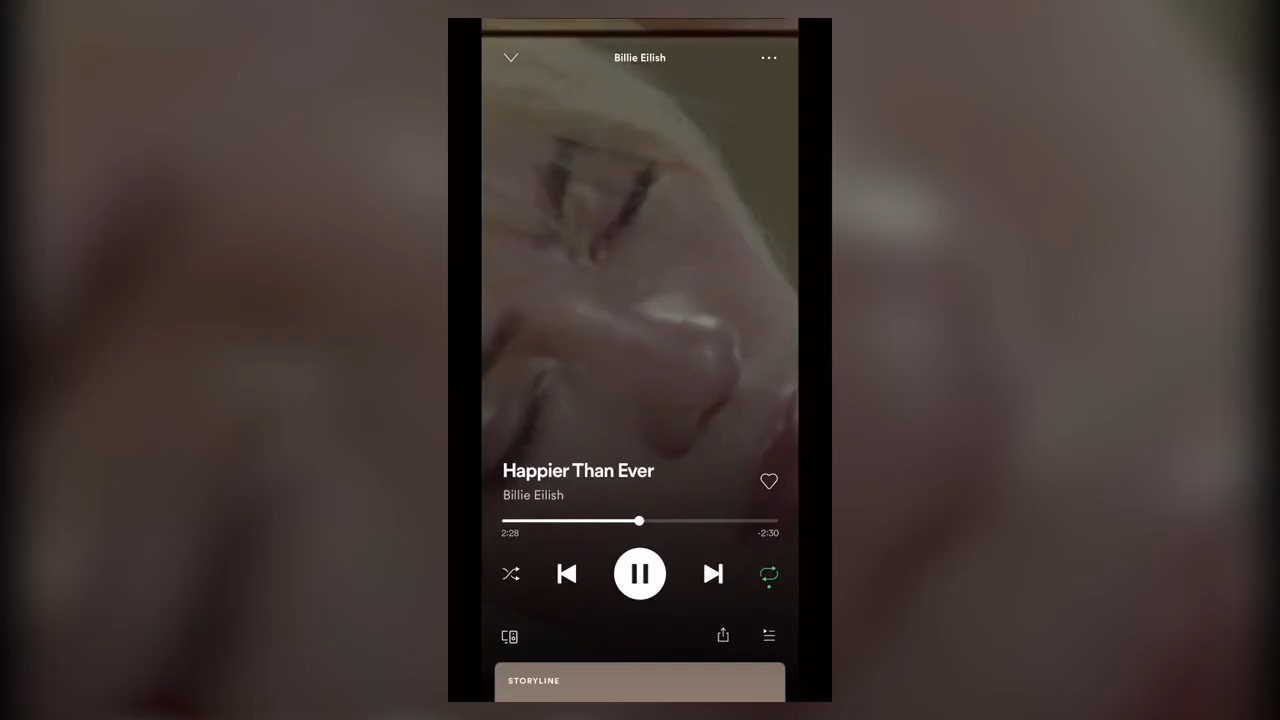 Billie Eilish
Happier Than Ever
Billie Eilish
2:28
-2:30
STORYLINE